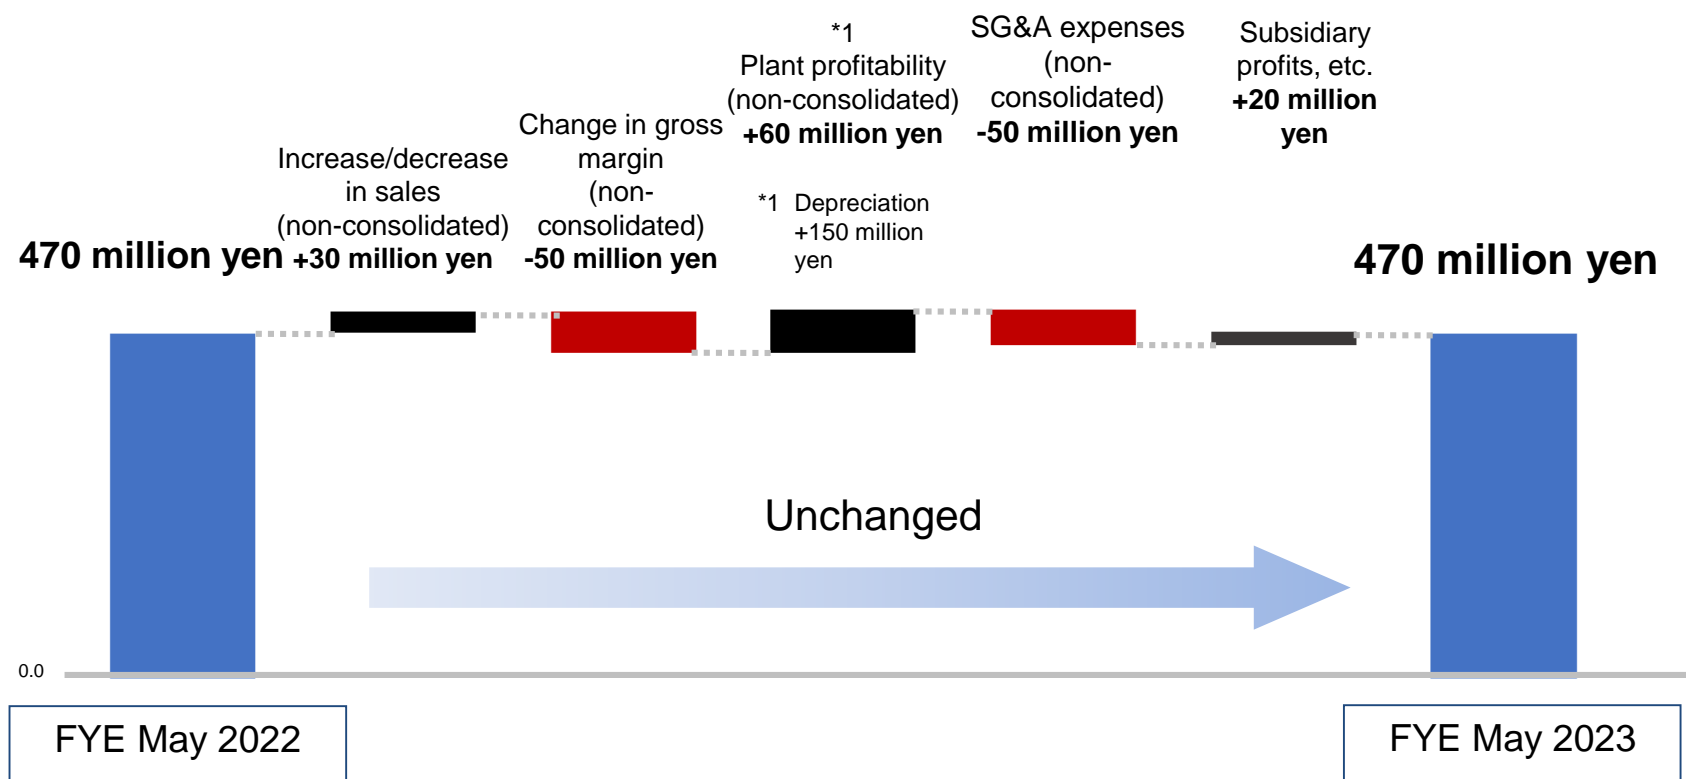 470 million yen
Increase/decrease
in sales
(non-consolidated)
+30 million yen
Change in gross
margin
(non-
consolidated)
-50 million yen
*1
Plant profitability
(non-consolidated)
+60 million yen
*1 Depreciation
+150 million
yen
SG&A expenses
(non-
consolidated)
-50 million yen
Subsidiary
profits, etc.
+20 million
yen
470 million yen
Unchanged
0.0
FYE May 2022
FYE May 2023